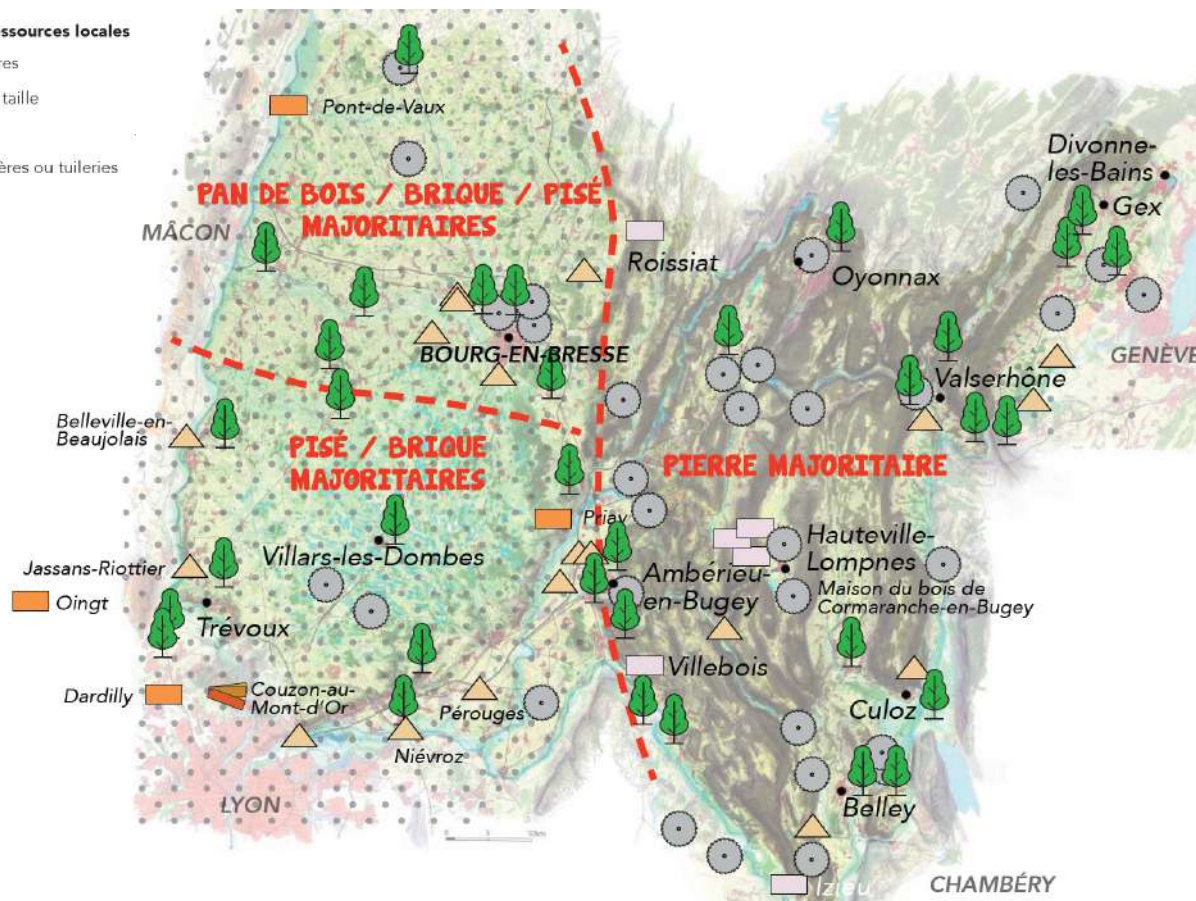 ssources locales
res
taille
ères ou tuileries
Pont-de-Vaux
PAN DE BOIS / BRIQUE / PISÉ
MAJORITAIRES
MÂCON
Divonne-
les-Bains
Gex
Roissiat
Oyonnax
BOURG-EN-BRESSE
GENÈVE
Valserhône
Belleville-en-
Beaujolais
PISÉ / BRIQUE
MAJORITAIRES
PIERRE MAJORITAIRE
Priay
Villars-les-Dombes
Hauteville-
Lompnes
Jassans-Riottier
Ambérieu-
en-Bugey
Maison du bois de
Cormaranche-en-Bugey
Oingt
Trévoux
Villebois
Dardilly
Couzon-au-
Mont-d'Or
Pérouges
Culoz
Niévroz
LYON
Belley
Izieu
CHAMBÉRY